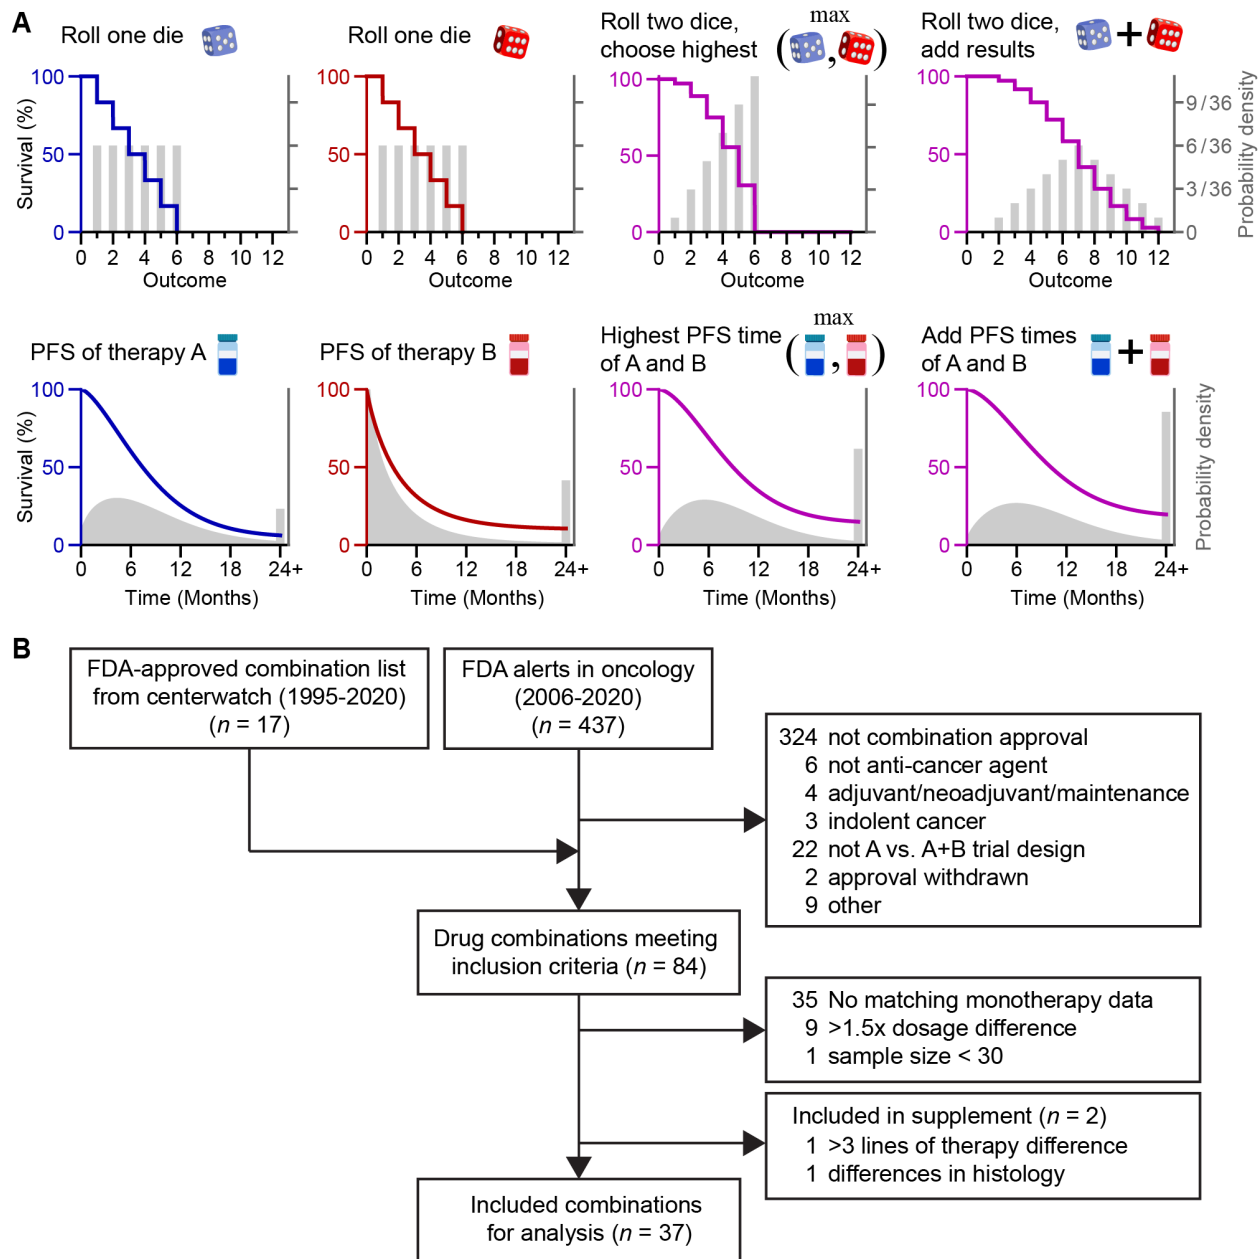 A
Roll one die
Roll one die
Roll two dice,
choose highest
max
( , )
Roll two dice,
add results
+
Survival (%)
100
50
0
0 2 4 6 8 10 12
Outcome
100
50
0
0 2 4 6 8 10 12
Outcome
100
50
0
0 2 4 6 8 10 12
Outcome
100
50
0
0 2 4 6 8 10 12
Outcome
9/36
6/36
3/36
0
Probability density
PFS of therapy A
PFS of therapy B
Highest PFS time
of A and B
max
( , )
Add PFS times
of A and B
+
Survival (%)
100
50
0
0 6 12 18 24+
Time (Months)
100
50
0
0 6 12 18 24+
Time (Months)
100
50
0
0 6 12 18 24+
Time (Months)
100
50
0
0 6 12 18 24+
Time (Months)
Probability density
B
FDA-approved combination list
from centerwatch (1995-2020)
(n = 17)
FDA alerts in oncology
(2006-2020)
(n = 437)
324 not combination approval
6 not anti-cancer agent
4 adjuvant/neoadjuvant/maintenance
3 indolent cancer
22 not A vs. A+B trial design
2 approval withdrawn
9 other
Drug combinations meeting
inclusion criteria (n = 84)
35 No matching monotherapy data
9 >1.5x dosage difference
1 sample size < 30
Included in supplement (n = 2)
1 >3 lines of therapy difference
1 differences in histology
Included combinations
for analysis (n = 37)